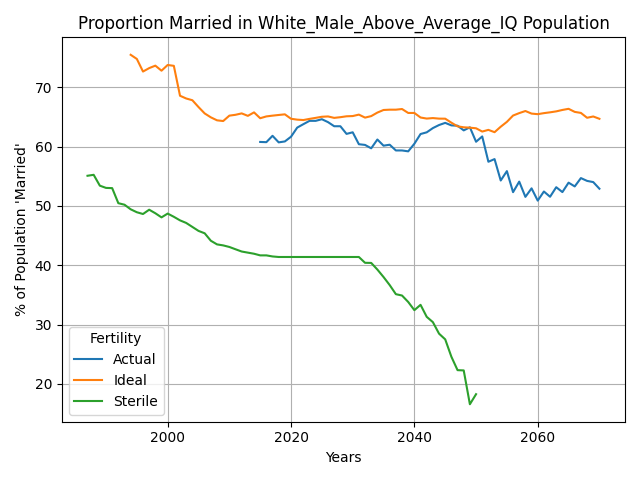 Proportion Married in White_Male_Above_Average_IQ Population
% of Population 'Married'
70
60
50
40
30
20
Fertility
Actual
Ideal
Sterile
2000
2020
2040
2060
Years